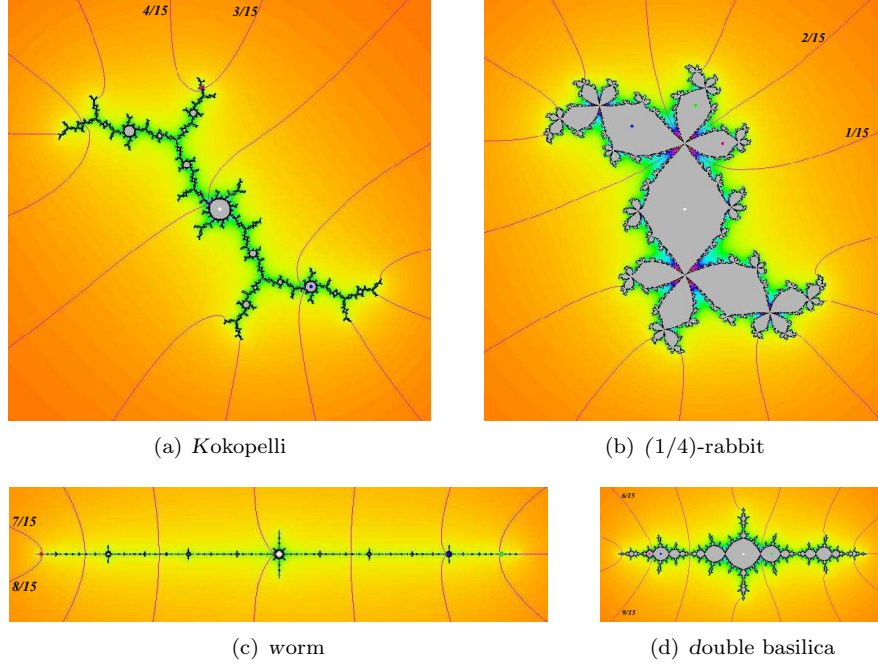 4/15 3/15
2/15
1/15
(a) Kokopelli
(b) (1/4)-rabbit
7/15
8/15
6/15
9/15
(c) worm
(d) double basilica